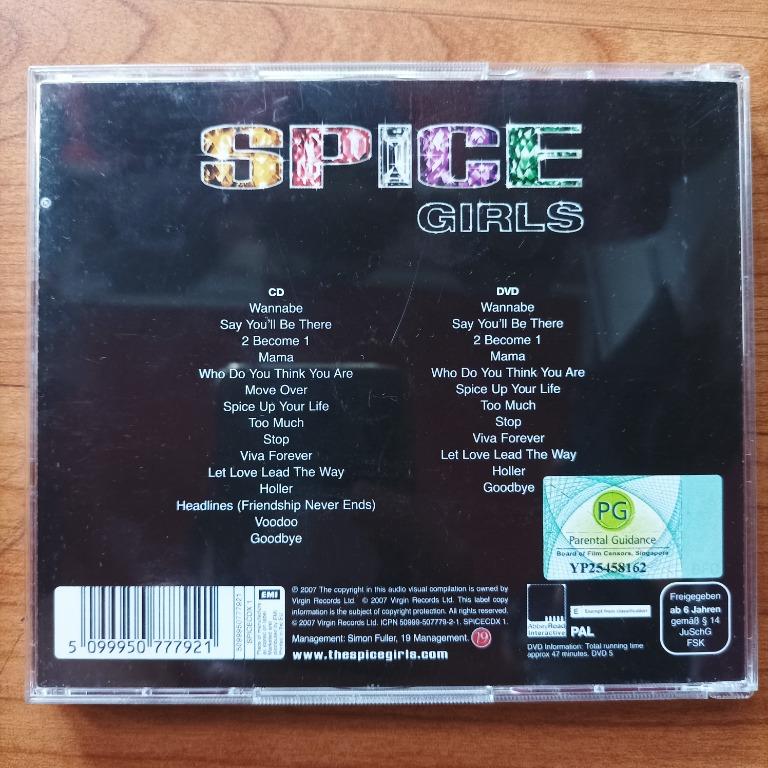 SPICE
GIRLS
CD
Wannabe
Say You'll Be There
2 Become 1
Mama
Who Do You Think You Are
Move Over
Spice Up Your Life
Too Much
Stop
Viva Forever
Let Love Lead The Way
Holler
Headlines (Friendship Never Ends)
Voodoo
Goodbye
DVD
Wannabe
Say You'll Be There
2 Become 1
Mama
Who Do You Think You Are
Spice Up Your Life
Too Much
Stop
Viva Forever
Let Love Lead The Way
Holler
Goodbye
PG
Parental Guidance
Board of Film Censors, Singapore
YP25458162
5 099950 777921
5099950777921
SPICECDX 1
EMI
℗ 2007 The copyright in this audio visual compilation is owned by
Virgin Records Ltd. © 2007 Virgin Records Ltd. This label copy
information is the subject of copyright protection. All rights reserved.
© 2007 Virgin Records Ltd. ICPN 50999-507779-2-1. SPICECDX 1.
Management: Simon Fuller, 19 Management. 19
www.thespicegirls.com
Abbey Road
Interactive
E Exempt from classification
PAL
DVD Information: Total running time
approx 47 minutes. DVD 5
Freigegeben
ab 6 Jahren
gemäß § 14
JuSchG
FSK